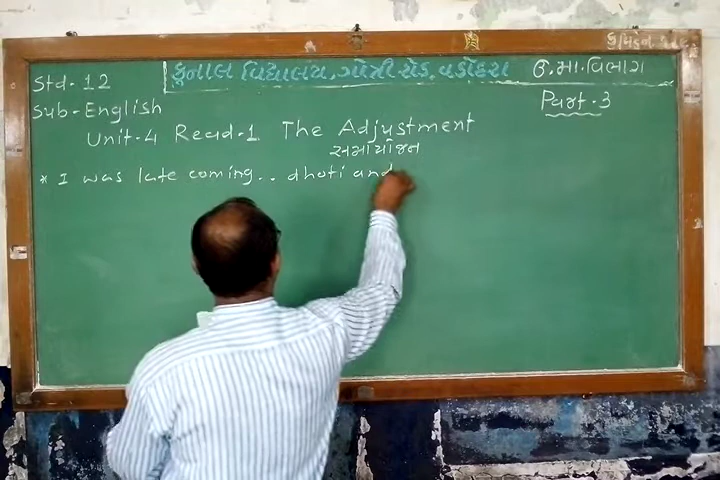 કુનાલ વિદ્યાલય, ગોત્રી રોડ, વડોદરા ઉ.મા.વિભાગ
Std- 12
Sub- English
Part-3
Unit-4 Read-1 The Adjustment
સમાયોજન
* I was late coming.. dhoti and